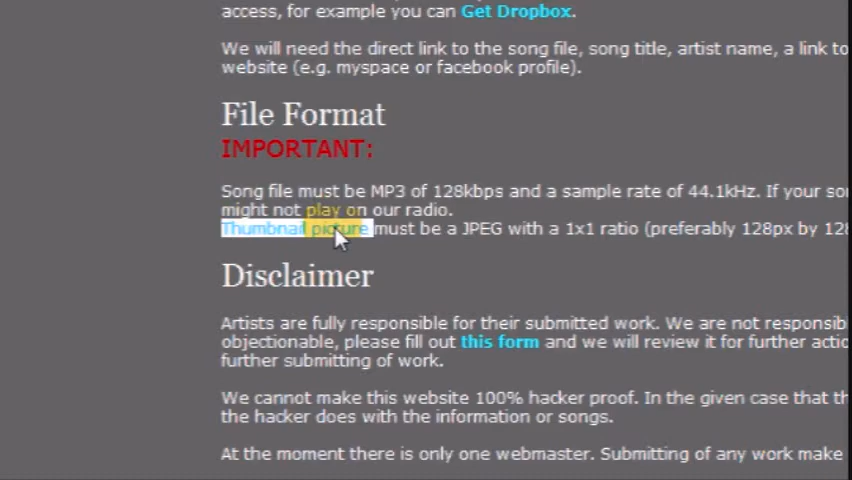 access, for example you can Get Dropbox.
We will need the direct link to the song file, song title, artist name, a link to
website (e.g. myspace or facebook profile).
File Format
IMPORTANT:
Song file must be MP3 of 128kbps and a sample rate of 44.1kHz. If your
might not play on our radio.
Thumbnail picture must be a JPEG with a 1x1 ratio (preferably 128px by
Disclaimer
Artists are fully responsible for their submitted work. We are not
objectionable, please fill out this form and we will review it for further
further submitting of work.
We cannot make this website 100% hacker proof. In the given case that
the hacker does with the information or songs.
At the moment there is only one webmaster. Submitting of any work make